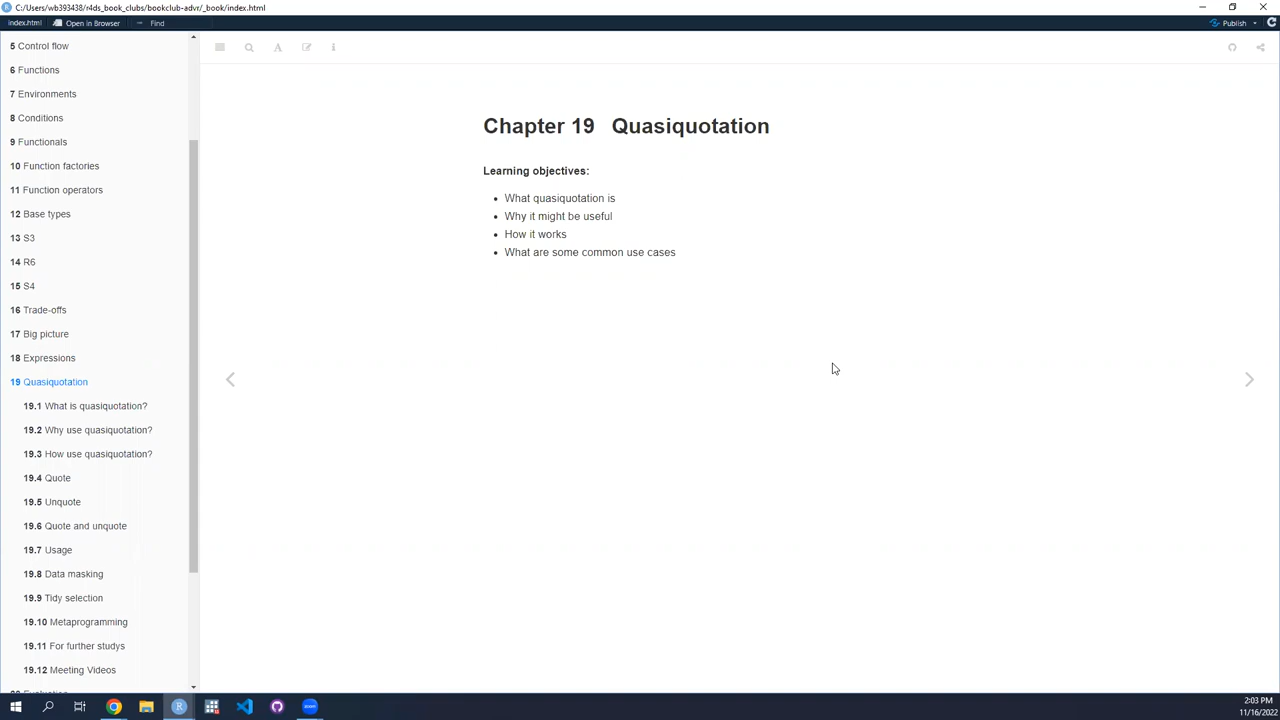 C:/Users/wb393438/r4ds_book_clubs/bookclub-advr/_book/index.html
index.html Open in Browser Find Publish
5 Control flow
6 Functions
7 Environments
8 Conditions
9 Functionals
10 Function factories
11 Function operators
12 Base types
13 S3
14 R6
15 S4
16 Trade-offs
17 Big picture
18 Expressions
19 Quasiquotation
19.1 What is quasiquotation?
19.2 Why use quasiquotation?
19.3 How use quasiquotation?
19.4 Quote
19.5 Unquote
19.6 Quote and unquote
19.7 Usage
19.8 Data masking
19.9 Tidy selection
19.10 Metaprogramming
19.11 For further studys
19.12 Meeting Videos
Chapter 19 Quasiquotation
Learning objectives:
• What quasiquotation is
• Why it might be useful
• How it works
• What are some common use cases
2:03 PM
11/16/2022